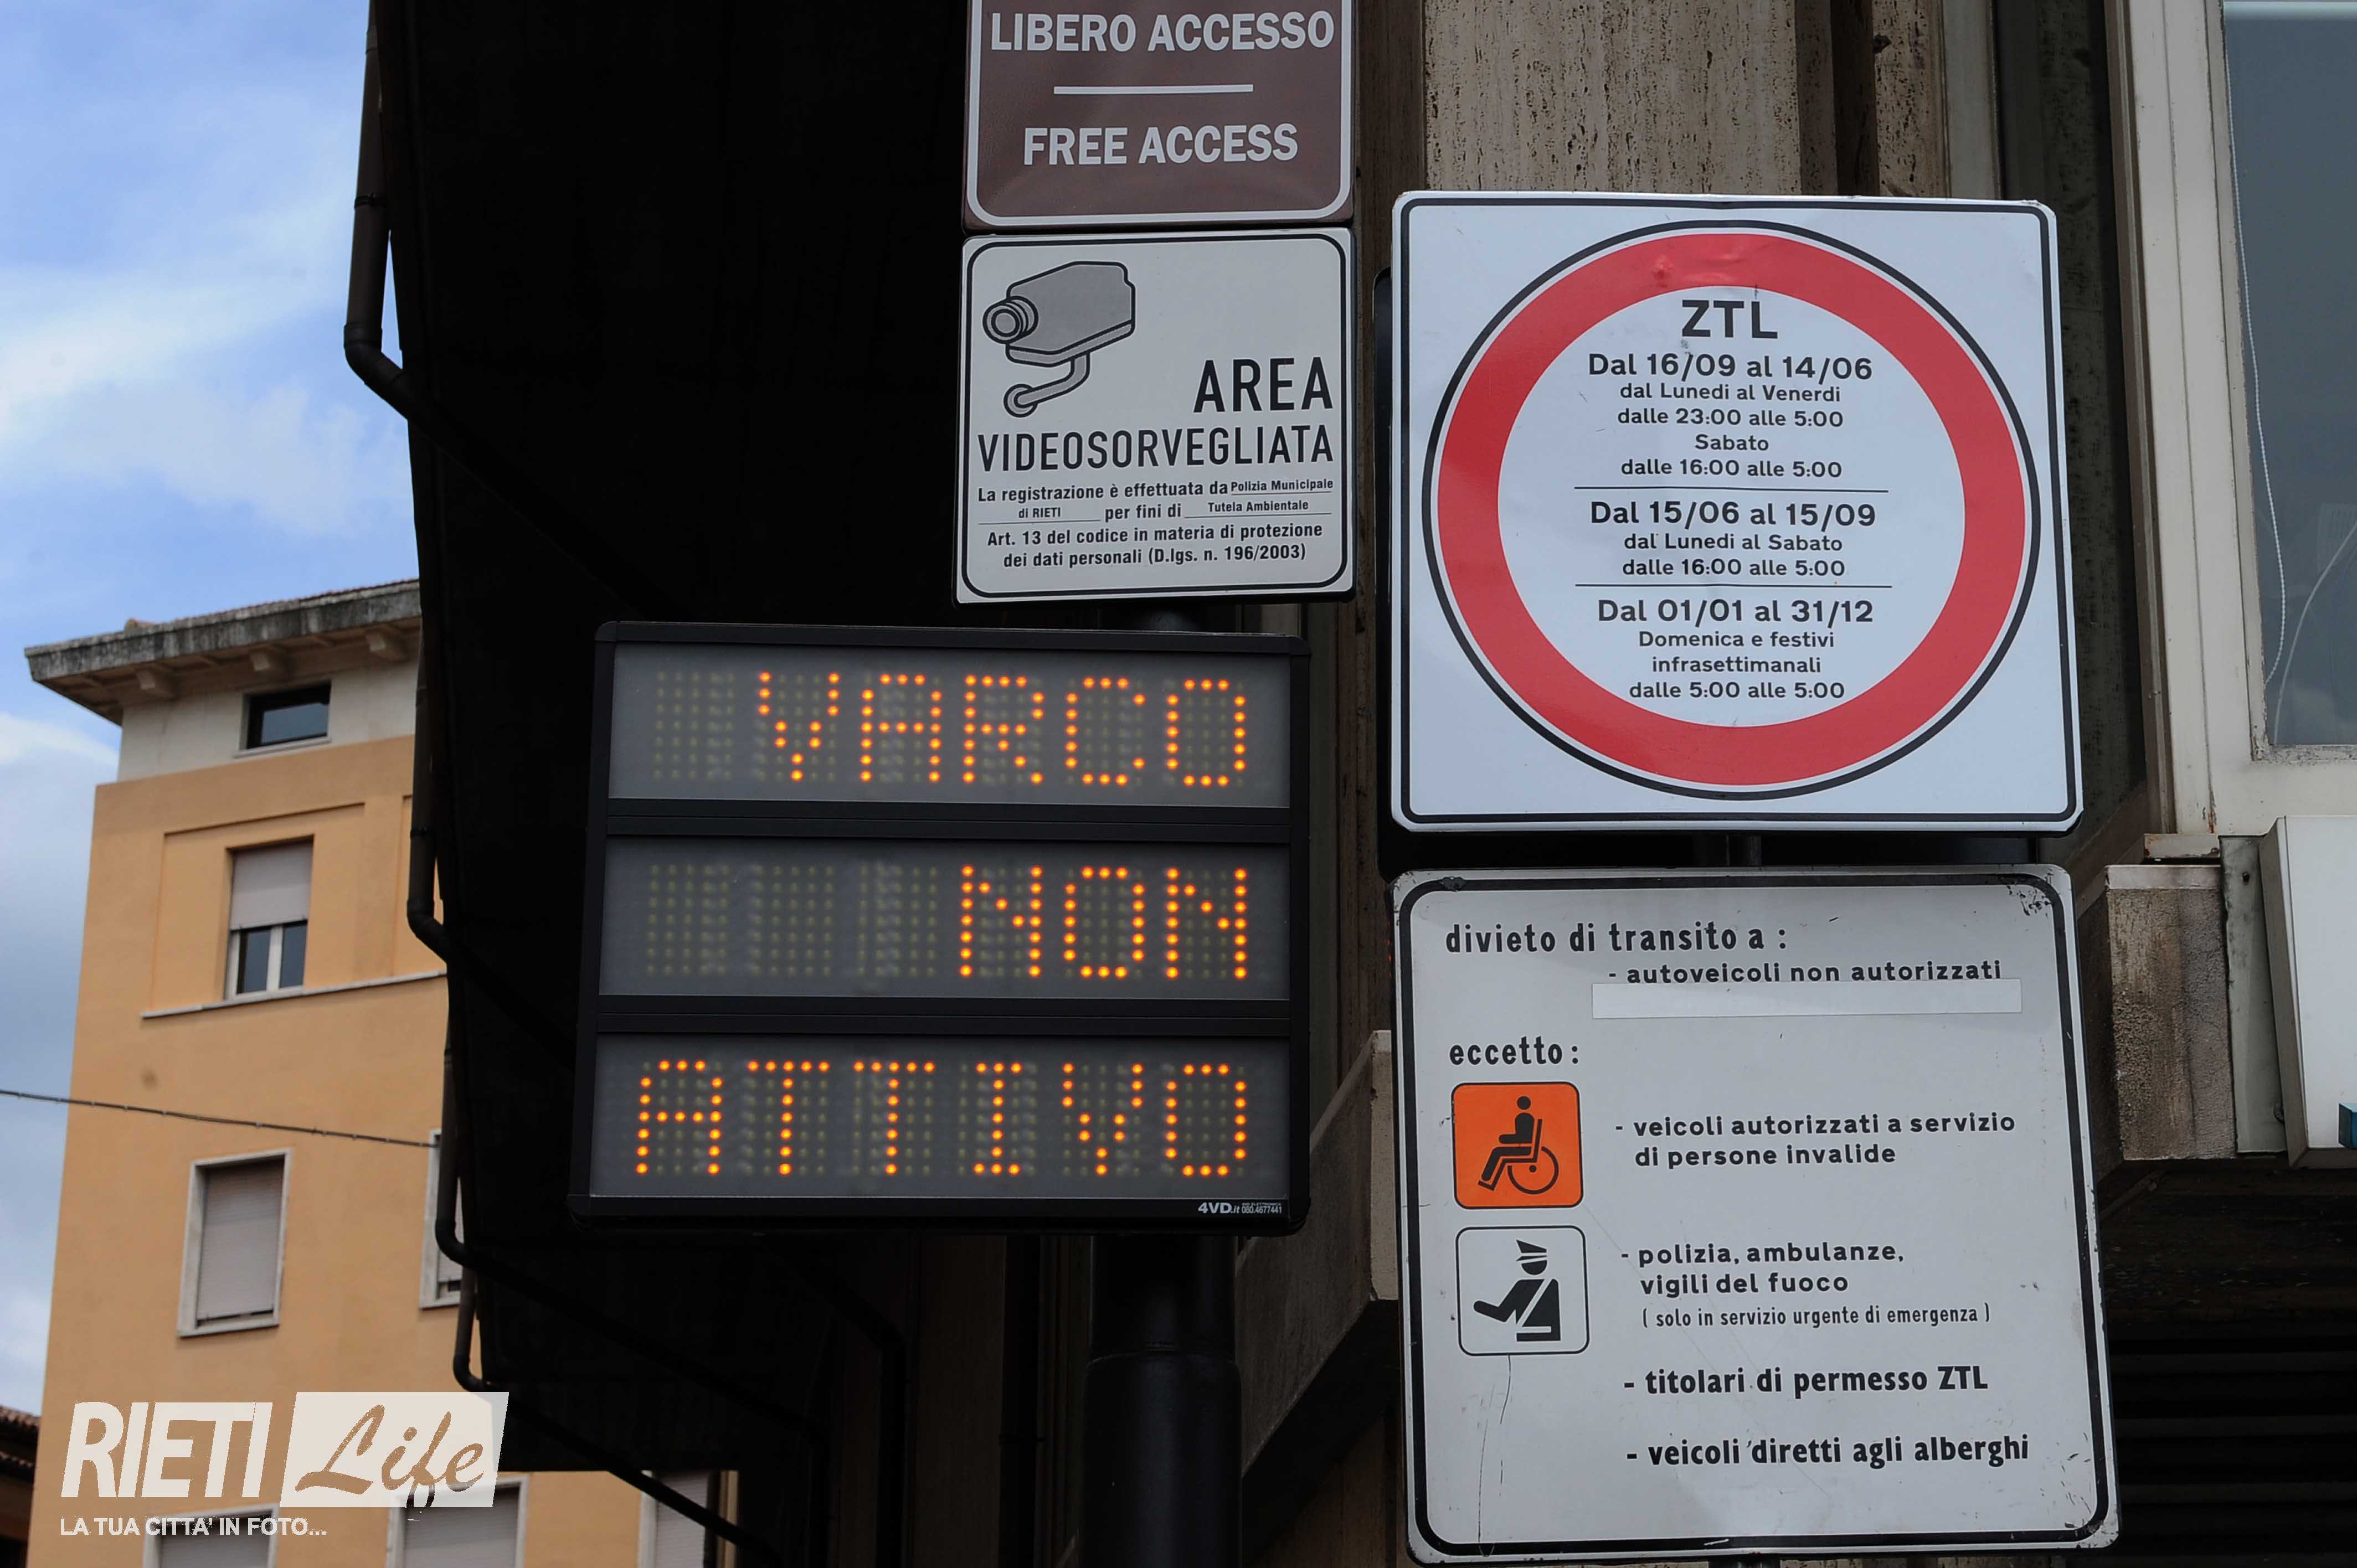 LIBERO ACCESSO
FREE ACCESS
AREA
VIDEOSORVEGLIATA
La registrazione è effettuata da Polizia Municipale
di RIETI per fini di Tutela Ambientale
Art. 13 del codice in materia di protezione
dei dati personali (D.lgs. n. 196/2003)
VARCO
NON
ATTIVO
4VD.it 080.4677441
ZTL
Dal 16/09 al 14/06
dal Lunedi al Venerdi
dalle 23:00 alle 5:00
Sabato
dalle 16:00 alle 5:00
Dal 15/06 al 15/09
dal Lunedi al Sabato
dalle 16:00 alle 5:00
Dal 01/01 al 31/12
Domenica e festivi
infrasettimanali
dalle 5:00 alle 5:00
divieto di transito a :
- autoveicoli non autorizzati
eccetto :
- veicoli autorizzati a servizio
di persone invalide
- polizia, ambulanze,
vigili del fuoco
( solo in servizio urgente di emergenza )
- titolari di permesso ZTL
- veicoli diretti agli alberghi
RIETI Life
LA TUA CITTA' IN FOTO...